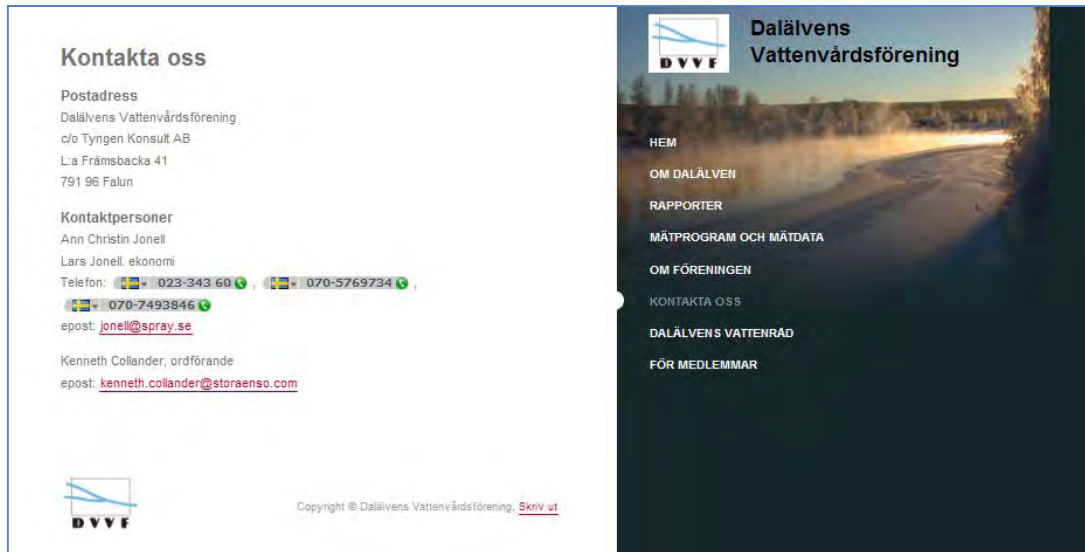 Kontakta oss
Postadress
Dalälvens Vattenvårdsförening
c/o Tyngen Konsult AB
L:a Främsbacka 41
791 96 Falun
Kontaktpersoner
Ann Christin Jonell
Lars Jonell. ekonomi
Telefon: 023-343 60 , 070-5769734 ,
070-7493846
epost: jonell@spray.se
Kenneth Collander, ordförande
epost: kenneth.collander@storaenso.com
DVVF
Copyright © Dalälvens Vattenvårdsförening, Skriv ut
DVVF
Dalälvens
Vattenvårdsförening
HEM
OM DALÄLVEN
RAPPORTER
MÄTPROGRAM OCH MÄTDATA
OM FÖRENINGEN
KONTAKTA OSS
DALÄLVENS VATTENRÅD
FÖR MEDLEMMAR